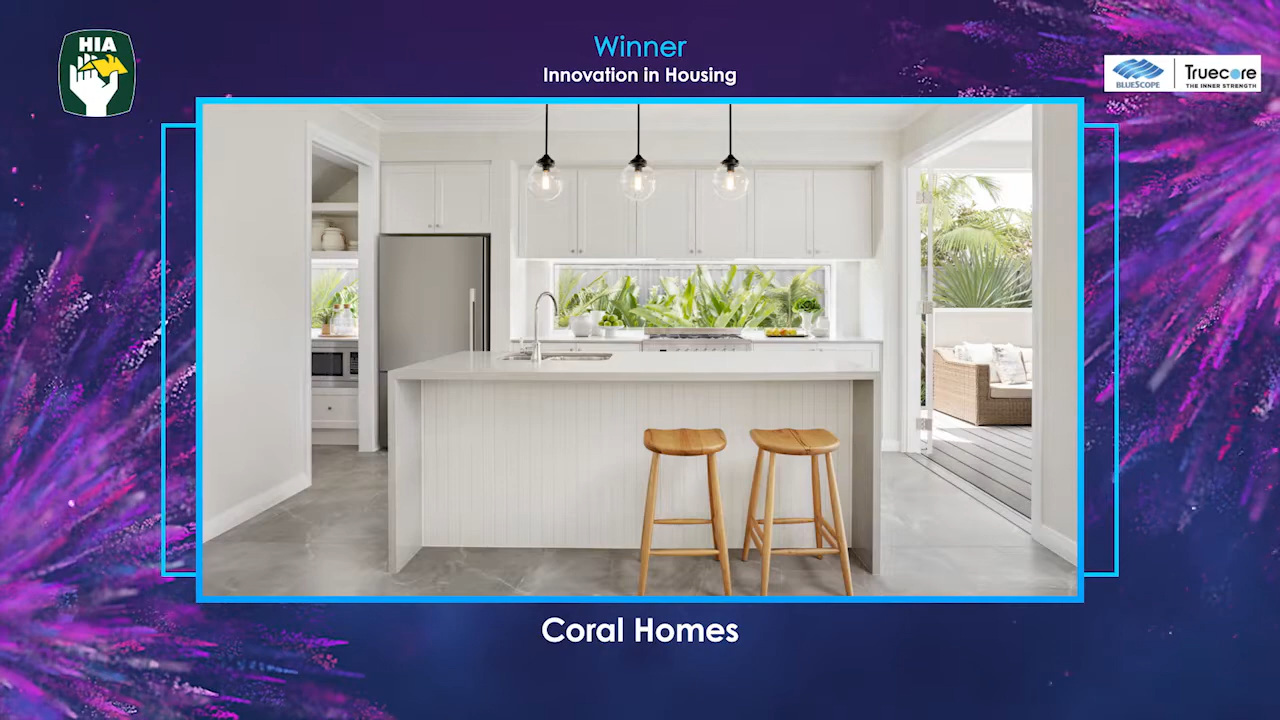 HIA
Winner
Innovation in Housing
BLUESCOPE
Truecore
THE INNER STRENGTH
Coral Homes